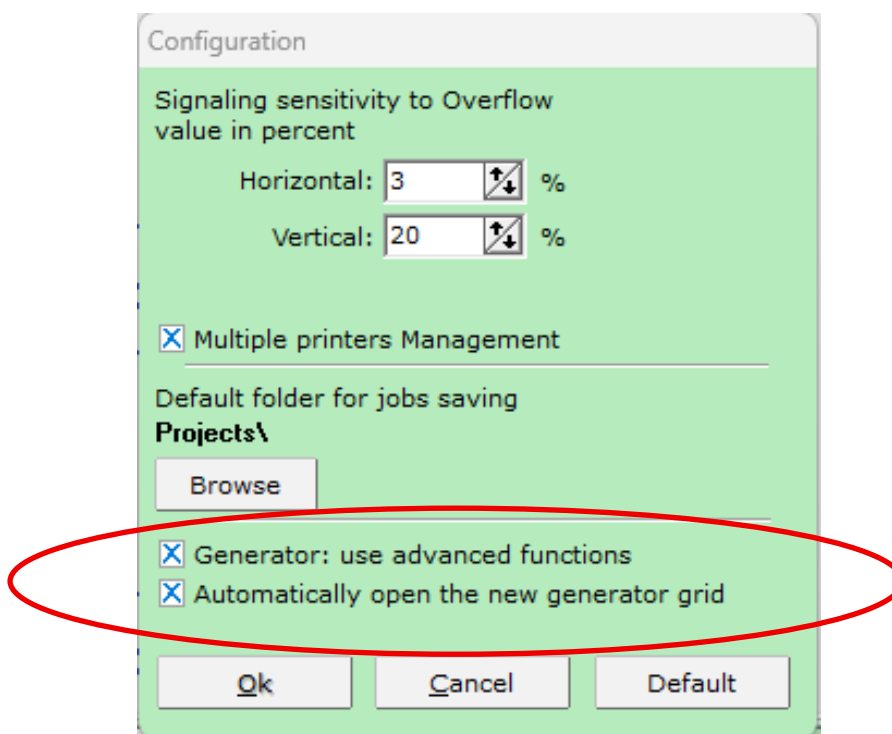 Configuration
Signaling sensitivity to Overflow
value in percent
Horizontal: 3 %
Vertical: 20 %
Multiple printers Management
Default folder for jobs saving
Projects\
Browse
Generator: use advanced functions
Automatically open the new generator grid
Ok Cancel Default